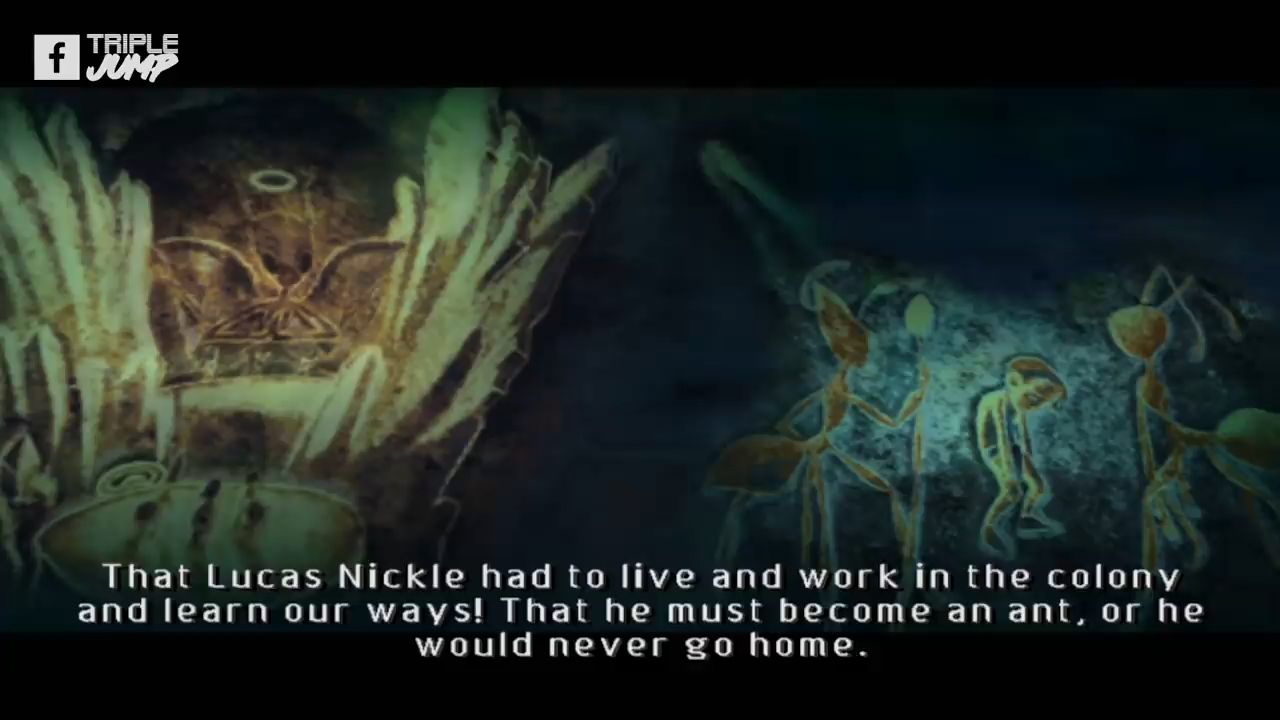 f TRIPLE
JUMP
That Lucas Nickle had to live and work in the colony
and learn our ways! That he must become an ant, or he
would never go home.